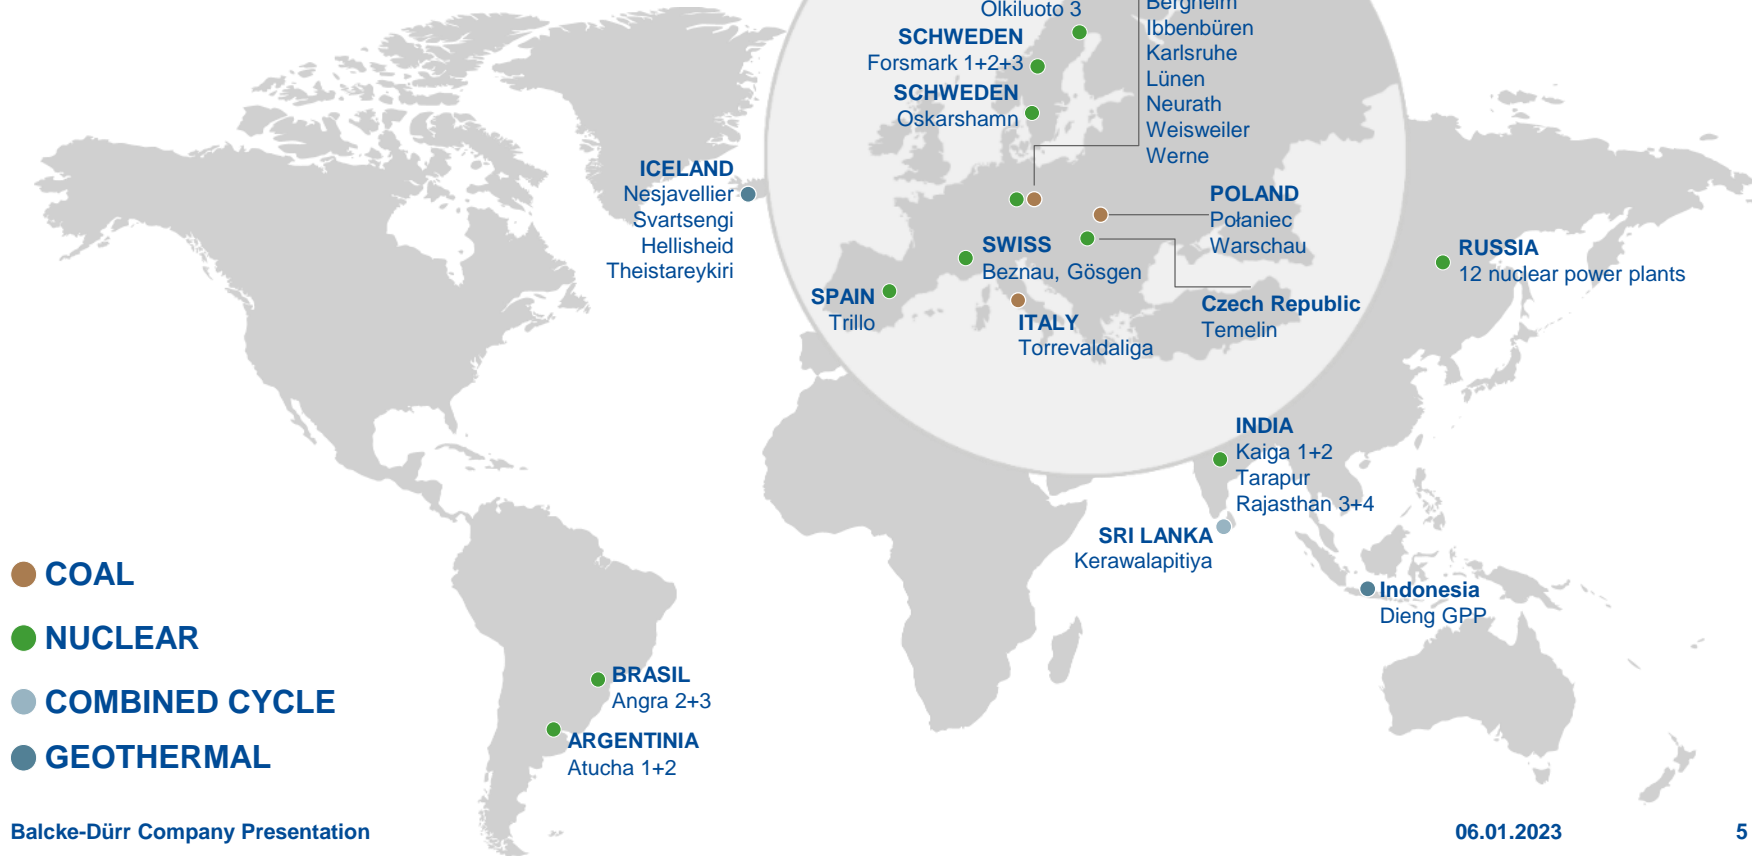 Olkiluoto 3
SCHWEDEN
Forsmark 1+2+3
SCHWEDEN
Oskarshamn
Bergheim
Ibbenbüren
Karlsruhe
Lünen
Neurath
Weisweiler
Werne
ICELAND
Nesjavellier
Svartsengi
Hellisheid
Theistareykiri
POLAND
Połaniec
Warschau
SWISS
Beznau, Gösgen
SPAIN
Trillo
ITALY
Torrevaldaliga
Czech Republic
Temelin
RUSSIA
12 nuclear power plants
INDIA
Kaiga 1+2
Tarapur
Rajasthan 3+4
SRI LANKA
Kerawalapitiya
Indonesia
Dieng GPP
COAL
NUCLEAR
COMBINED CYCLE
GEOTHERMAL
BRASIL
Angra 2+3
ARGENTINIA
Atucha 1+2
Balcke-Dürr Company Presentation
06.01.2023
5